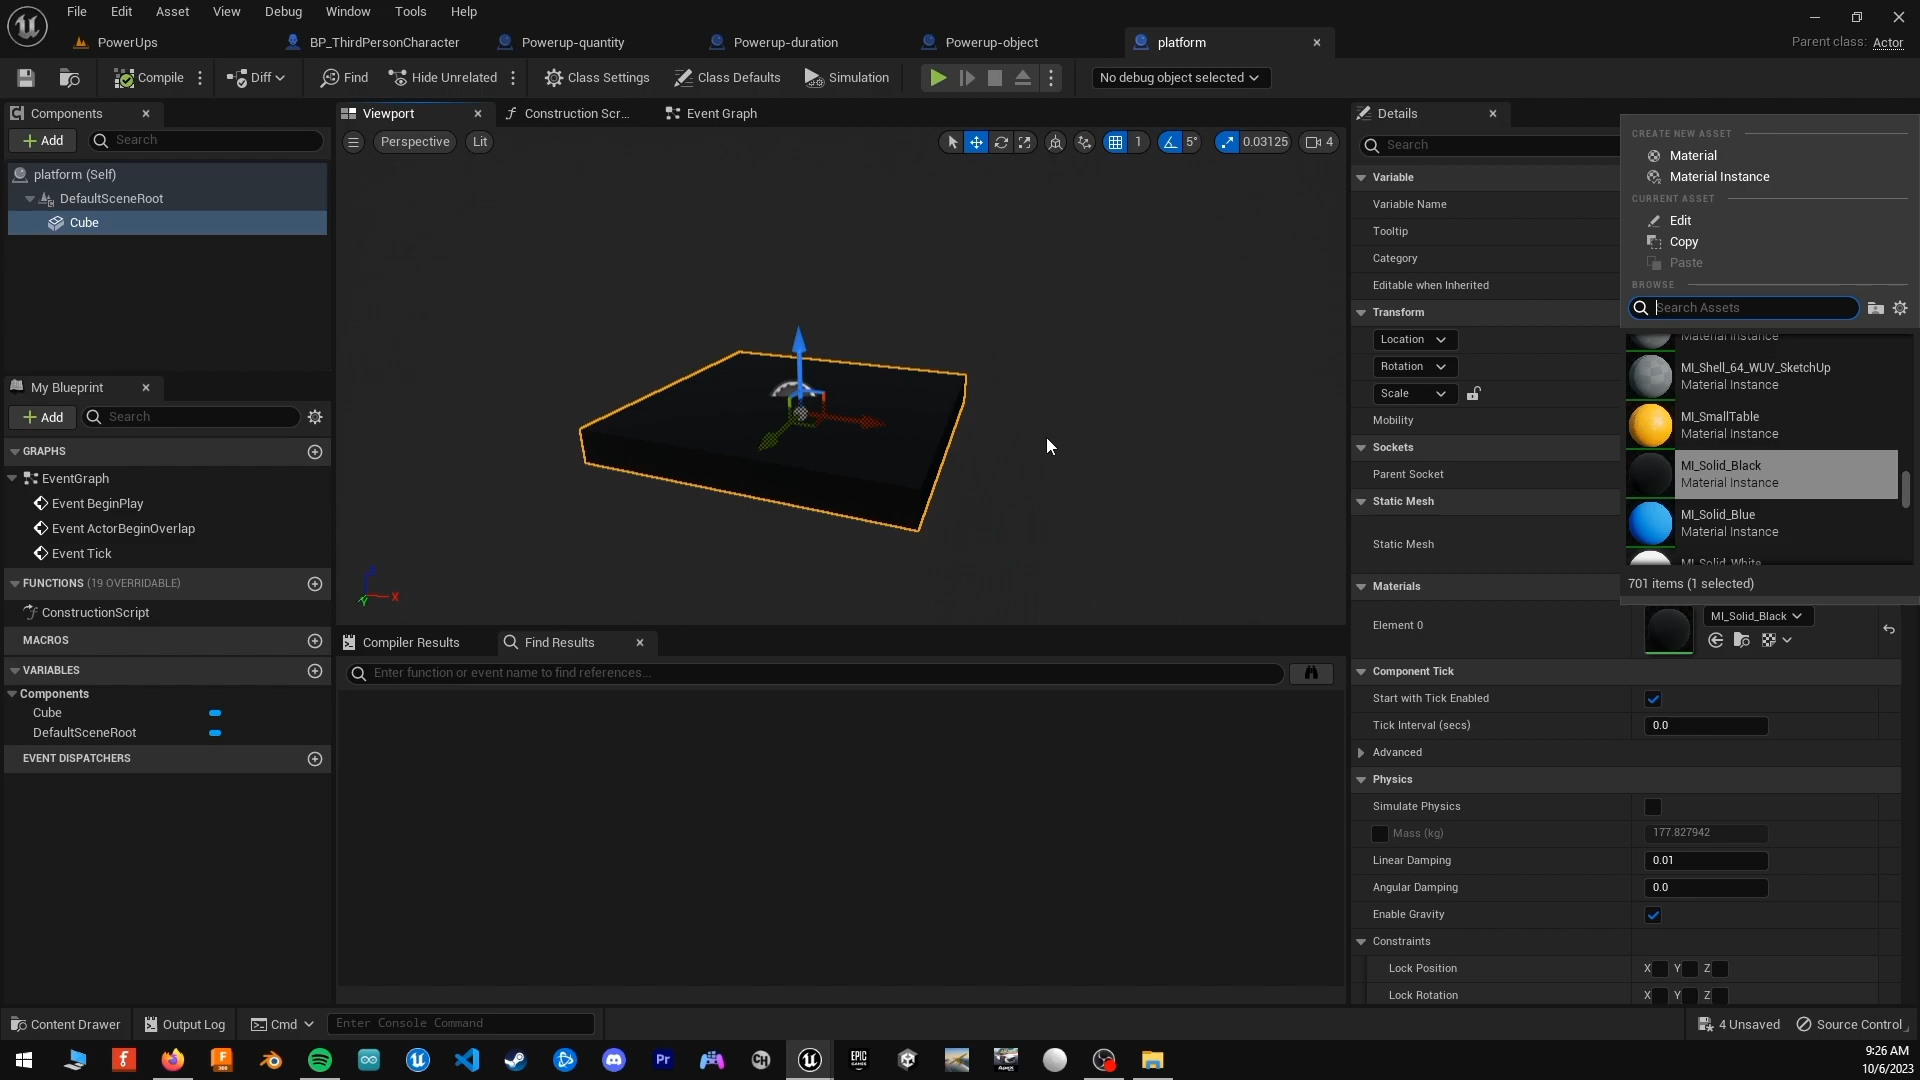 File Edit Asset View Debug Window Tools Help
PowerUps BP_ThirdPersonCharacter Powerup-quantity Powerup-duration Powerup-object platform
Parent class: Actor
Compile Diff Find Hide Unrelated Class Settings Class Defaults Simulation No debug object selected
Components
Add Search
platform (Self)
DefaultSceneRoot
Cube
My Blueprint
Add Search
GRAPHS
EventGraph
Event BeginPlay
Event ActorBeginOverlap
Event Tick
FUNCTIONS (19 OVERRIDABLE)
ConstructionScript
MACROS
VARIABLES
Components
Cube
DefaultSceneRoot
EVENT DISPATCHERS
Viewport Construction Scr... Event Graph
Perspective Lit 1 5° 0.03125 4
Z
Y
X
Compiler Results Find Results
Enter function or event name to find references...
Details
Search
Variable
Variable Name
Tooltip
Category
Editable when Inherited
Transform
Location
Rotation
Scale
Mobility
Sockets
Parent Socket
Static Mesh
Static Mesh
Materials
Element 0
MI_Solid_Black
Component Tick
Start with Tick Enabled
Tick Interval (secs) 0.0
Advanced
Physics
Simulate Physics
Mass (kg) 177.827942
Linear Damping 0.01
Angular Damping 0.0
Enable Gravity
Constraints
Lock Position X Y Z
Lock Rotation X Y Z
CREATE NEW ASSET
Material
Material Instance
CURRENT ASSET
Edit
Copy
Paste
BROWSE
Search Assets
Material Instance
MI_Shell_64_WUV_SketchUp
Material Instance
MI_SmallTable
Material Instance
MI_Solid_Black
Material Instance
MI_Solid_Blue
Material Instance
MI_Solid_White
701 items (1 selected)
Content Drawer Output Log Cmd Enter Console Command 4 Unsaved Source Control
9:26 AM
10/6/2023